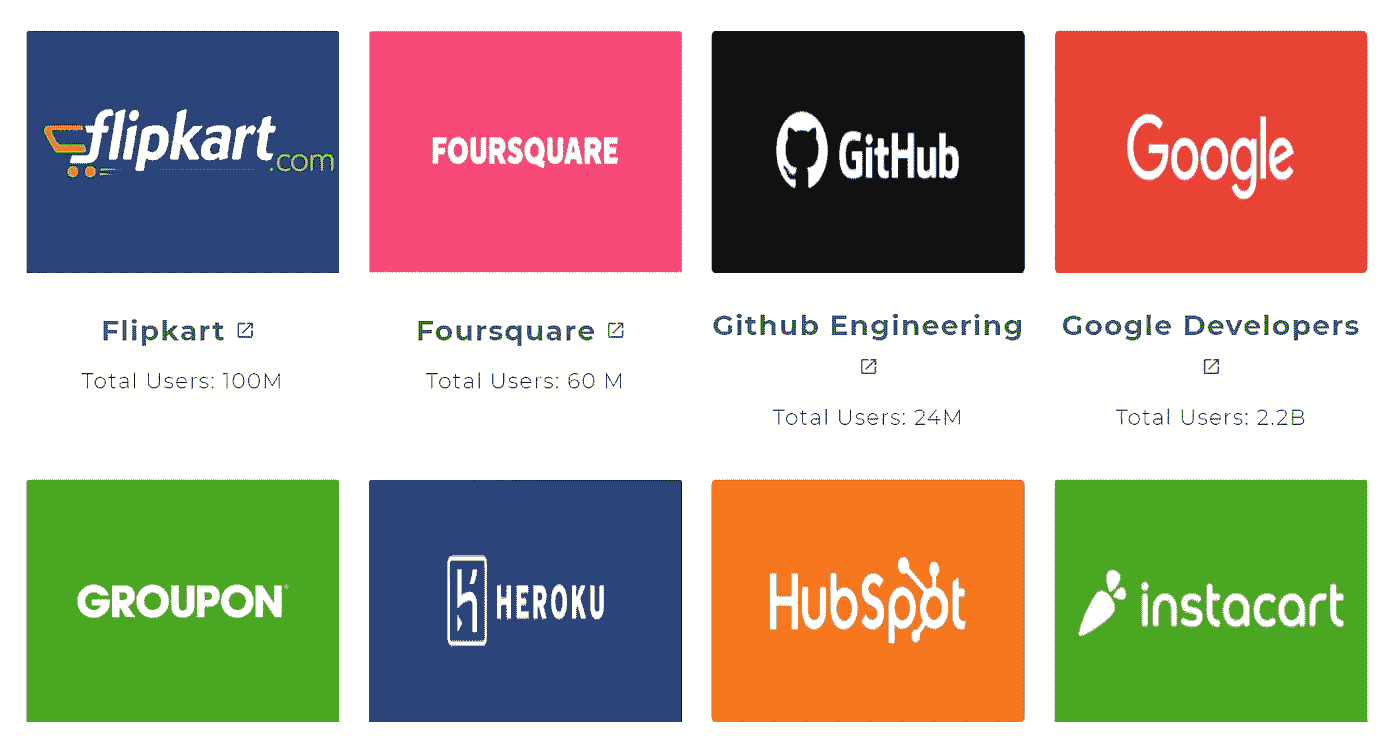 flipkart.com
FOURSQUARE
GitHub
Google
Flipkart
Total Users: 100M
Foursquare
Total Users: 60 M
Github Engineering
Total Users: 24M
Google Developers
Total Users: 2.2B
GROUPON
HEROKU
HubSpot
instacart